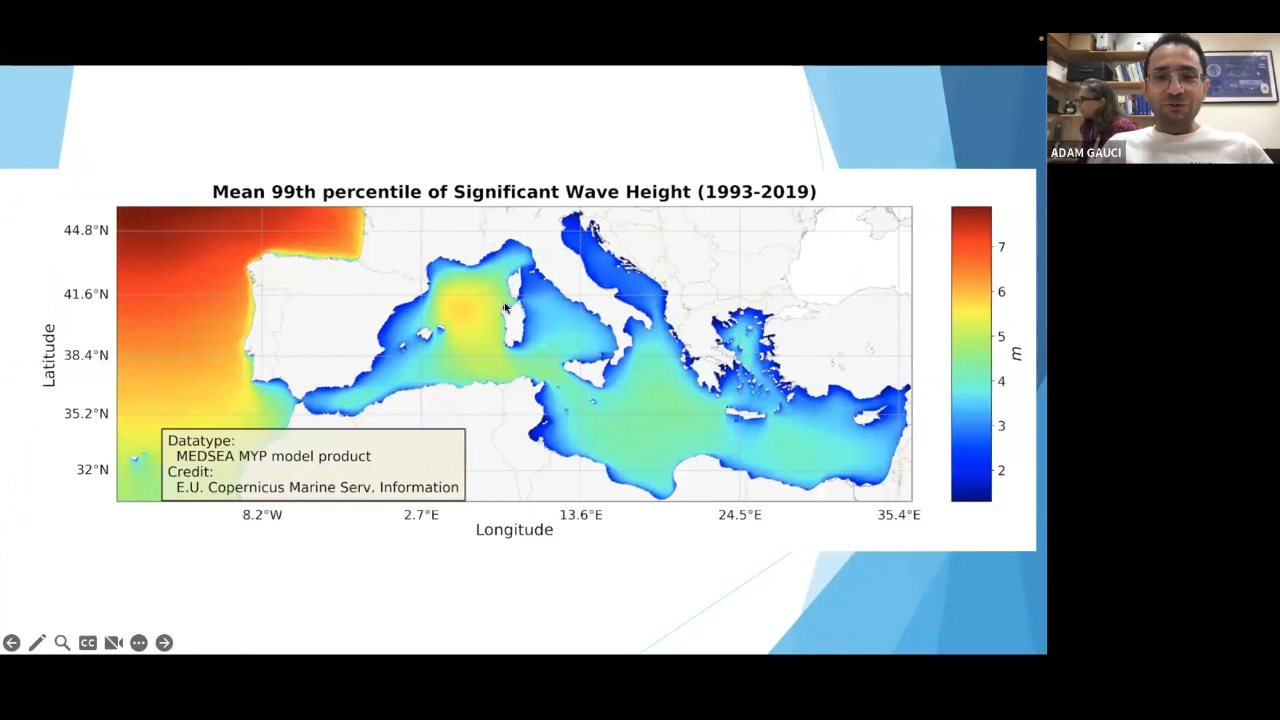 ADAM GAUCI
Mean 99th percentile of Significant Wave Height (1993-2019)
44.8°N
41.6°N
38.4°N
35.2°N
32°N
Latitude
Datatype:
MEDSEA MYP model product
Credit:
E.U. Copernicus Marine Serv. Information
8.2°W
2.7°E
13.6°E
24.5°E
35.4°E
Longitude
7
6
5
4
3
2
m
CC